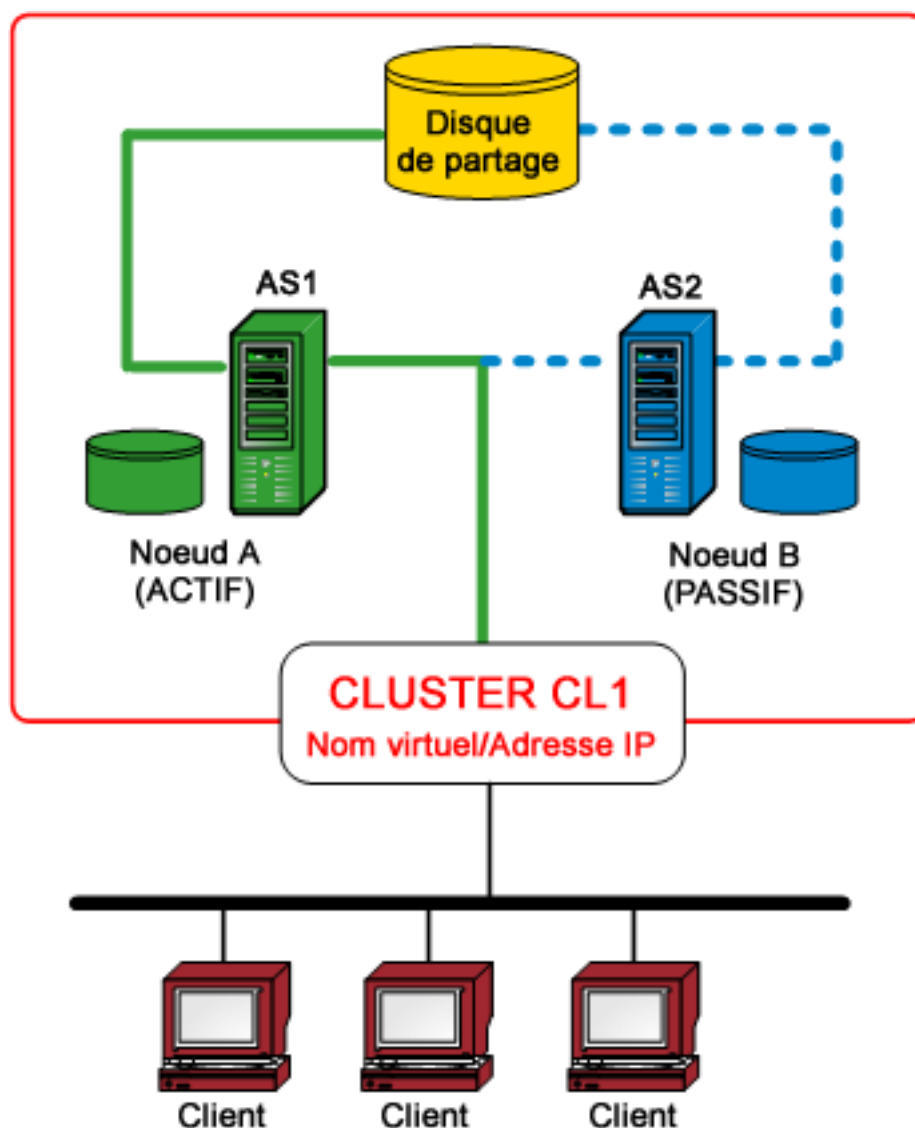 Disque
de partage
AS1
AS2
Noeud A
(ACTIF)
Noeud B
(PASSIF)
CLUSTER CL1
Nom virtuel/Adresse IP
Client
Client
Client